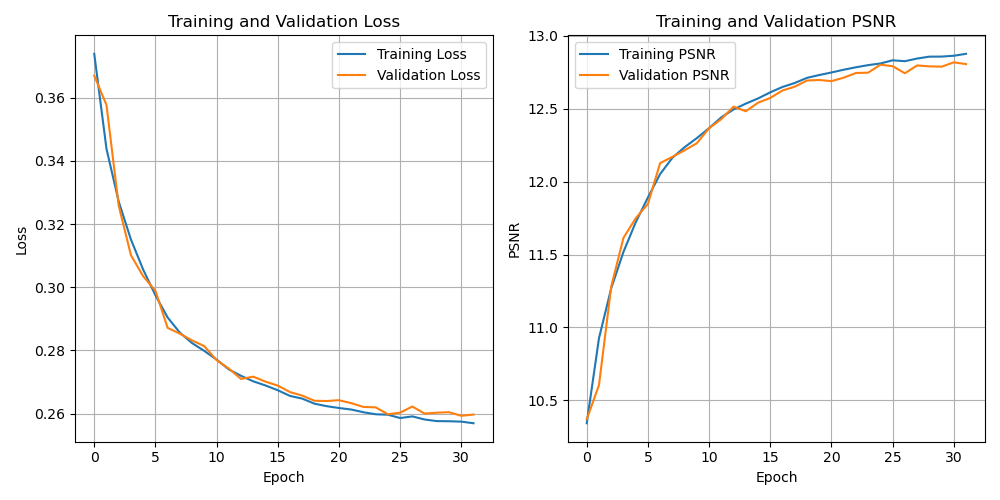 Training and Validation Loss
Training Loss
Validation Loss
0.36
0.34
0.32
0.30
0.28
0.26
Loss
0 5 10 15 20 25 30
Epoch
Training and Validation PSNR
Training PSNR
Validation PSNR
13.0
12.5
12.0
11.5
11.0
10.5
PSNR
0 5 10 15 20 25 30
Epoch